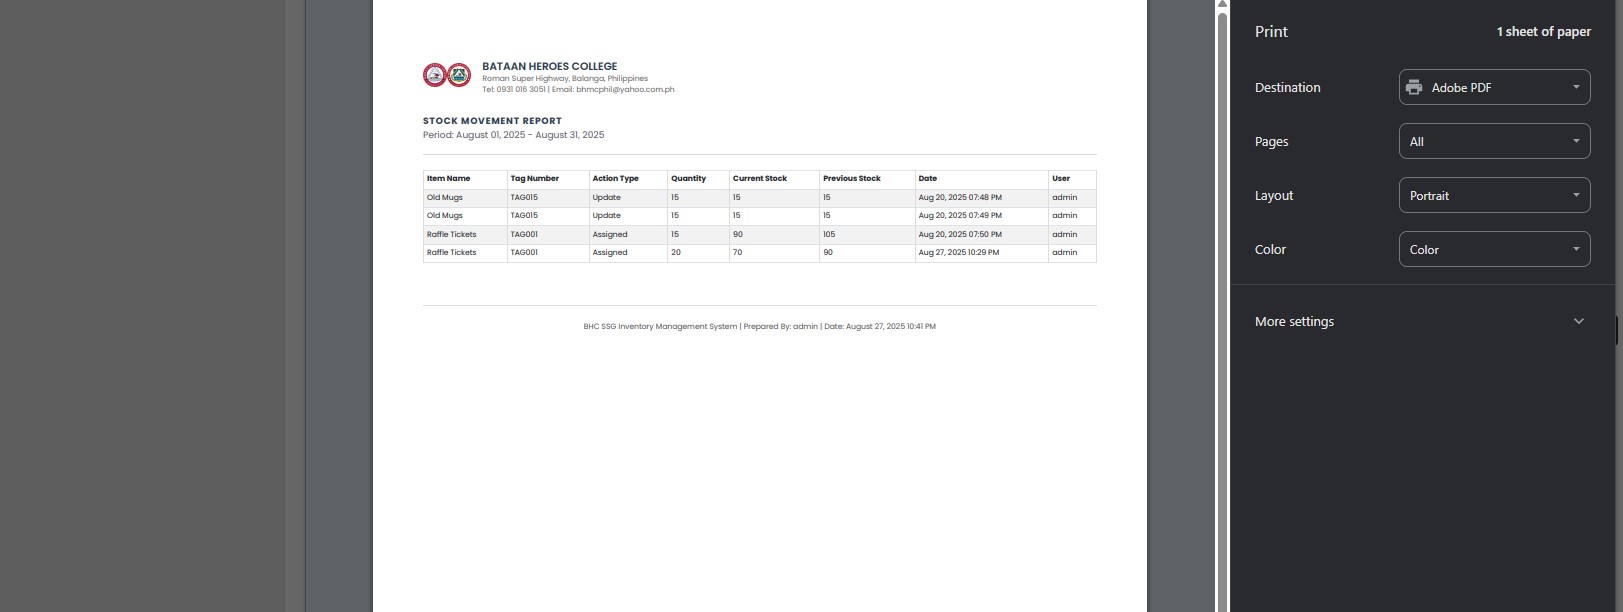 BATAAN HEROES COLLEGE
Roman Super Highway, Balanga, Philippines
Tel: 0931 016 3051 | Email: bhmcphil@yahoo.com.ph
STOCK MOVEMENT REPORT
Period: August 01, 2025 - August 31, 2025
Item Name Tag Number Action Type Quantity Current Stock Previous Stock Date User
Old Mugs TAG015 Update 15 15 15 Aug 20, 2025 07:48 PM admin
Old Mugs TAG015 Update 15 15 15 Aug 20, 2025 07:49 PM admin
Raffle Tickets TAG001 Assigned 15 90 105 Aug 20, 2025 07:50 PM admin
Raffle Tickets TAG001 Assigned 20 70 90 Aug 27, 2025 10:29 PM admin
BHC SSG Inventory Management System | Prepared By: admin | Date: August 27, 2025 10:41 PM
Print 1 sheet of paper
Destination Adobe PDF
Pages All
Layout Portrait
Color Color
More settings